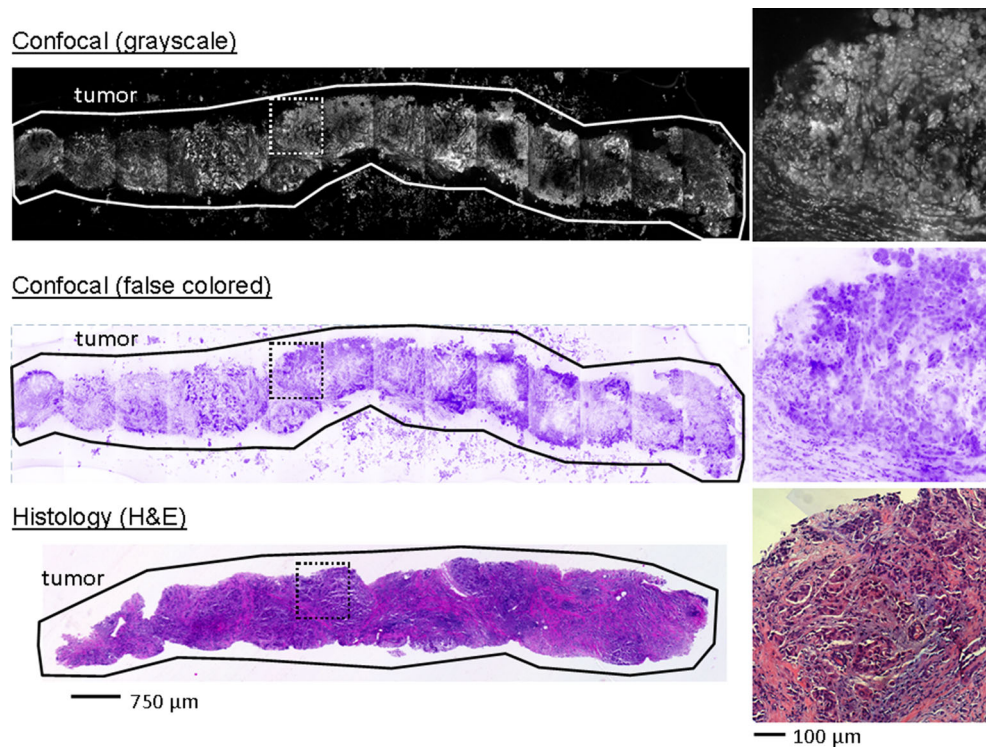 Confocal (grayscale)
tumor
Confocal (false colored)
tumor
Histology (H&E)
tumor
750 µm
100 µm